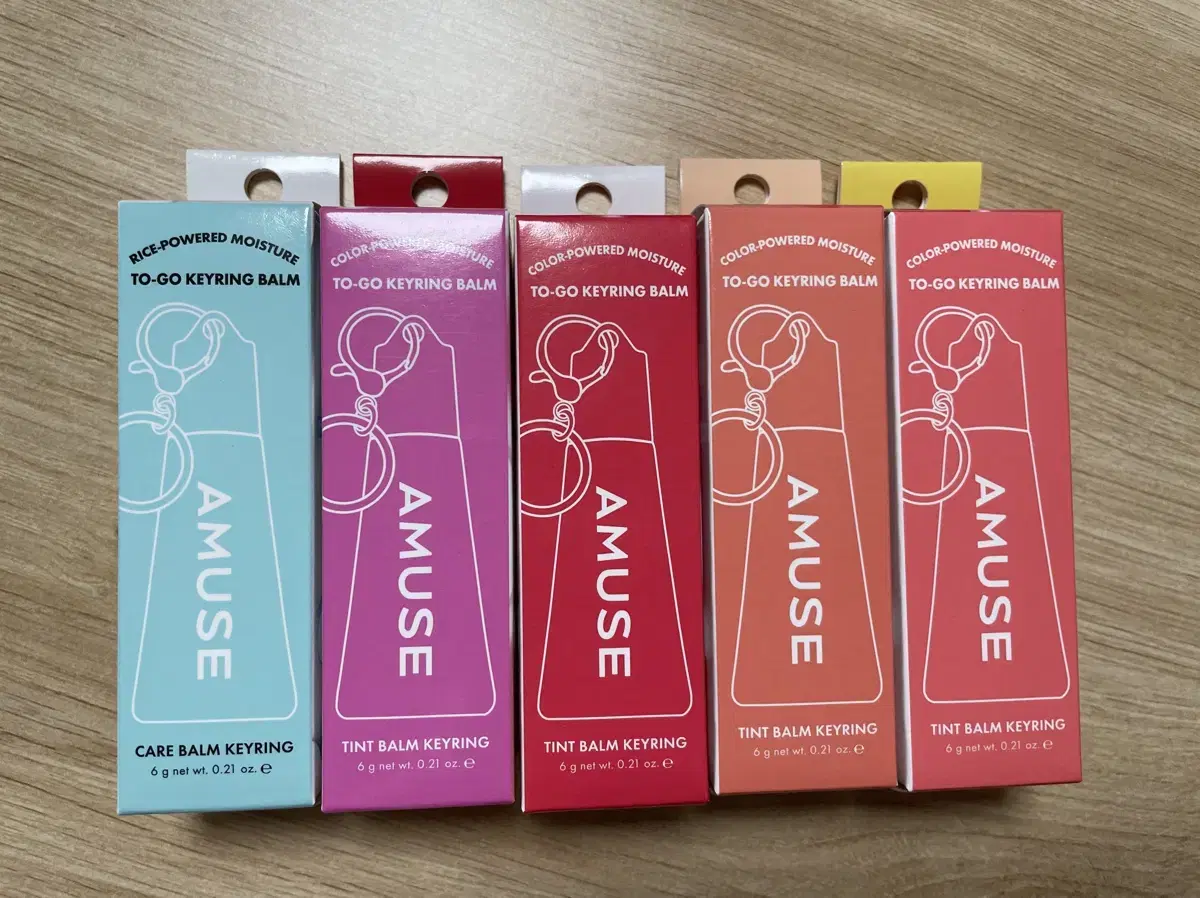 RICE-POWERED MOISTURE
TO-GO KEYRING BALM
AMUSE
CARE BALM KEYRING
6 g net wt. 0.21 oz. ℮
COLOR-POWERED MOISTURE
TO-GO KEYRING BALM
AMUSE
TINT BALM KEYRING
6 g net wt. 0.21 oz. ℮
COLOR-POWERED MOISTURE
TO-GO KEYRING BALM
AMUSE
TINT BALM KEYRING
6 g net wt. 0.21 oz. ℮
COLOR-POWERED MOISTURE
TO-GO KEYRING BALM
AMUSE
TINT BALM KEYRING
6 g net wt. 0.21 oz. ℮
COLOR-POWERED MOISTURE
TO-GO KEYRING BALM
AMUSE
TINT BALM KEYRING
6 g net wt. 0.21 oz. ℮